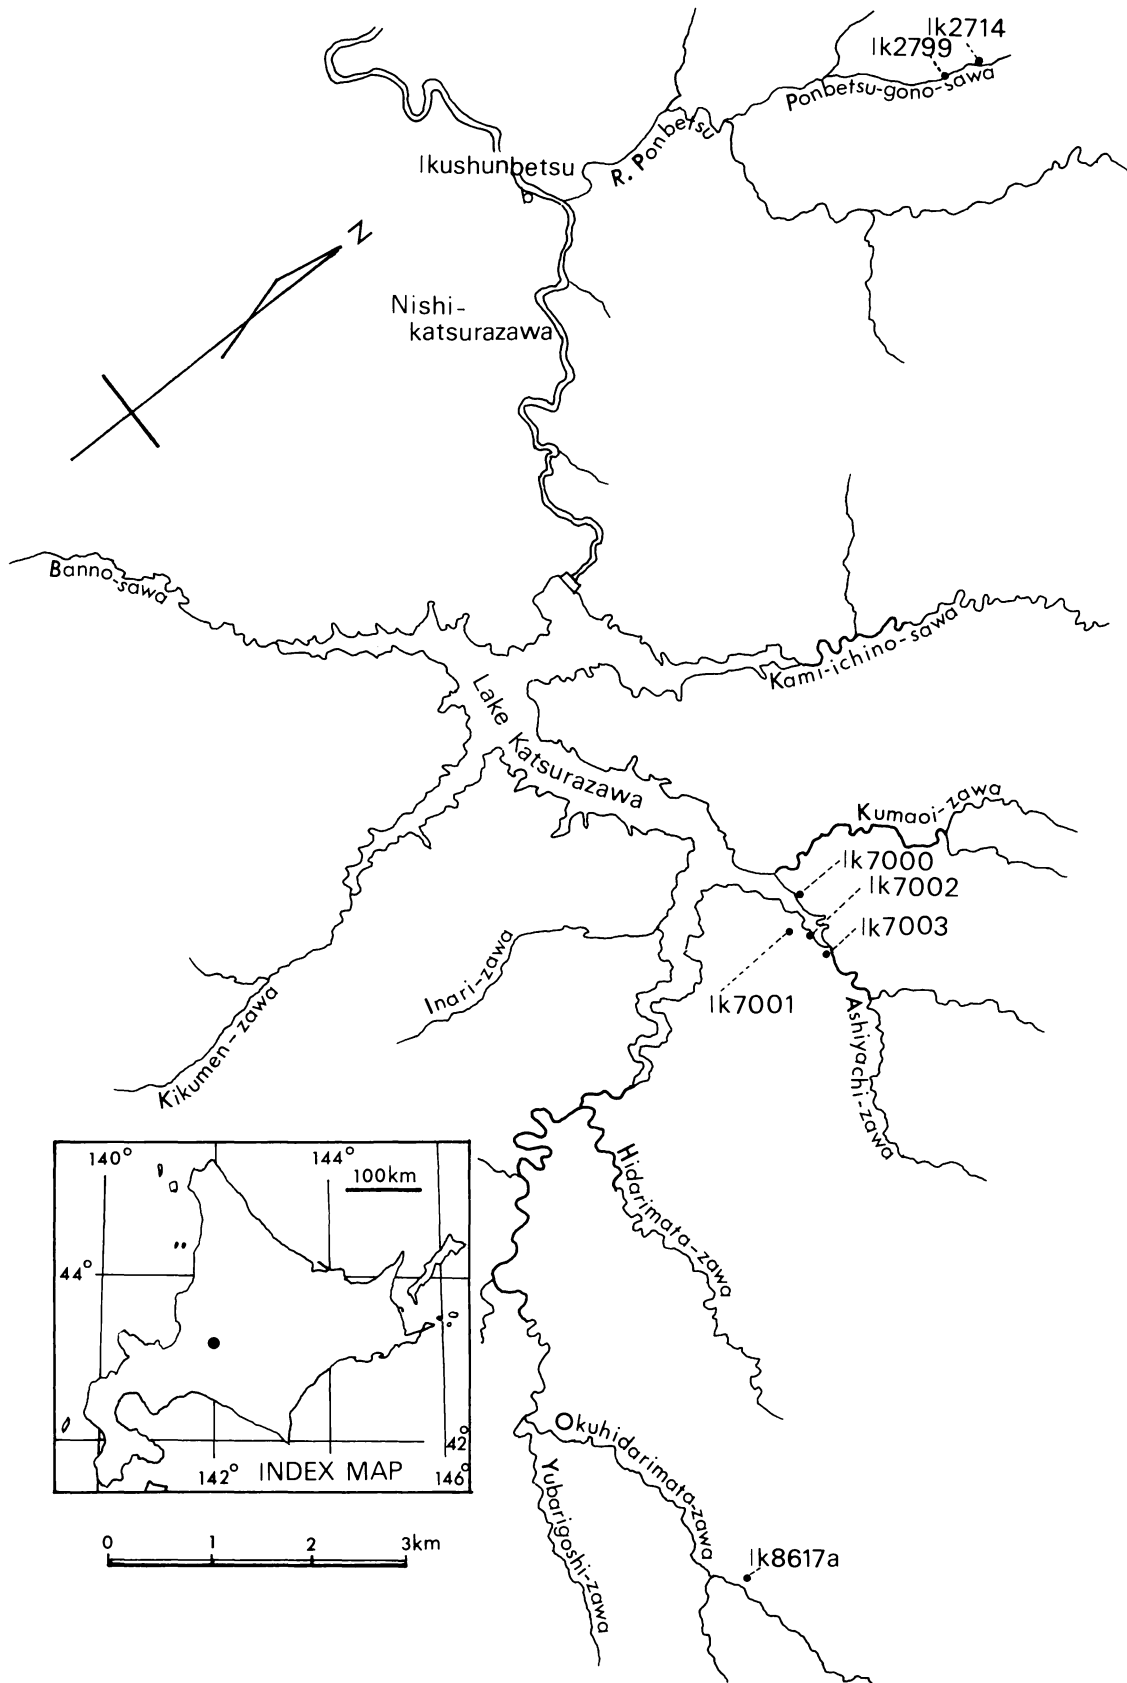 Ik2714
Ik2799
Ponbetsu-gono-sawa
R. Ponbetsu
Ikushunbetsu
N
Nishi-
katsurazawa
Banno-sawa
Kami-ichino-sawa
Lake
Katsurazawa
Kumaoi-zawa
Ik7000
Ik7002
Ik7003
Ik7001
Inari-zawa
Kikumen-zawa
Ashiyachi-zawa
Hidarimata-zawa
140° 144°
100km
44°
42°
142° INDEX MAP 146°
Okuhidarimata-zawa
Yubarigoshi-zawa
Ik8617a
0 1 2 3km